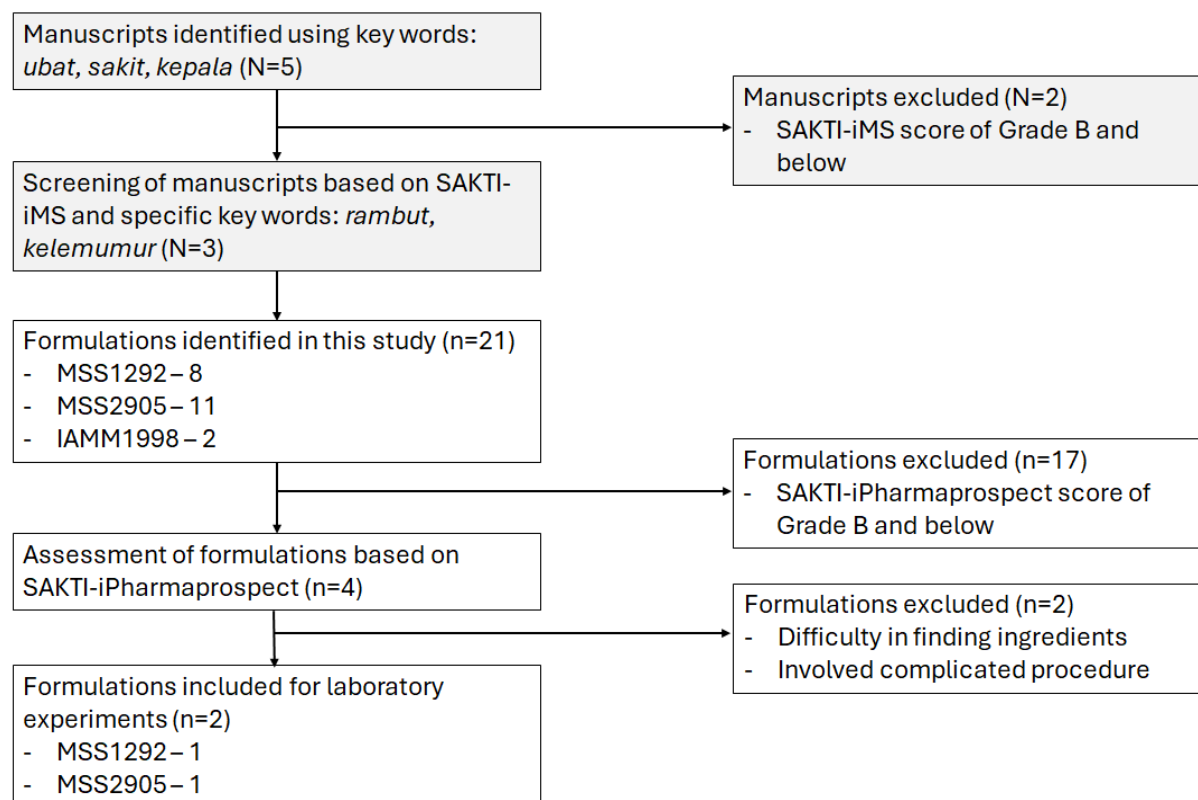 Manuscripts identified using key words:
ubat, sakit, kepala (N=5)
Manuscripts excluded (N=2)
- SAKTI-iMS score of Grade B and
below
Screening of manuscripts based on SAKTI-
iMS and specific key words: rambut,
kelemumur (N=3)
Formulations identified in this study (n=21)
- MSS1292 – 8
- MSS2905 – 11
- IAMM1998 – 2
Formulations excluded (n=17)
- SAKTI-iPharmaprospect score of
Grade B and below
Assessment of formulations based on
SAKTI-iPharmaprospect (n=4)
Formulations excluded (n=2)
- Difficulty in finding ingredients
- Involved complicated procedure
Formulations included for laboratory
experiments (n=2)
- MSS1292 – 1
- MSS2905 – 1